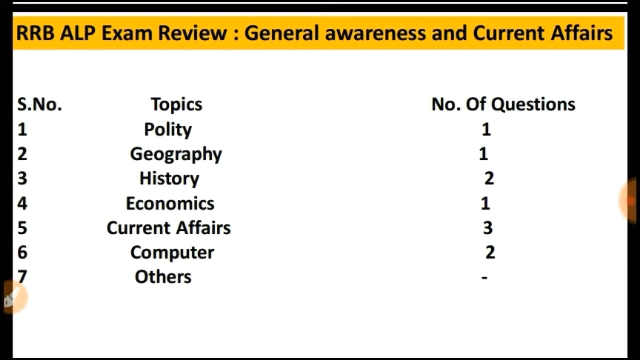 RRB ALP Exam Review : General awareness and Current Affairs
S.No. Topics No. Of Questions
1 Polity 1
2 Geography 1
3 History 2
4 Economics 1
5 Current Affairs 3
6 Computer 2
7 Others -